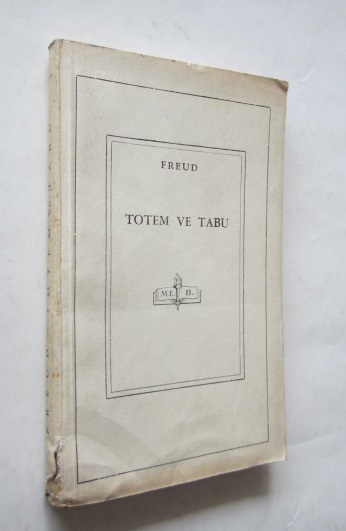 FREUD
TOTEM VE TABU
M.E. B.